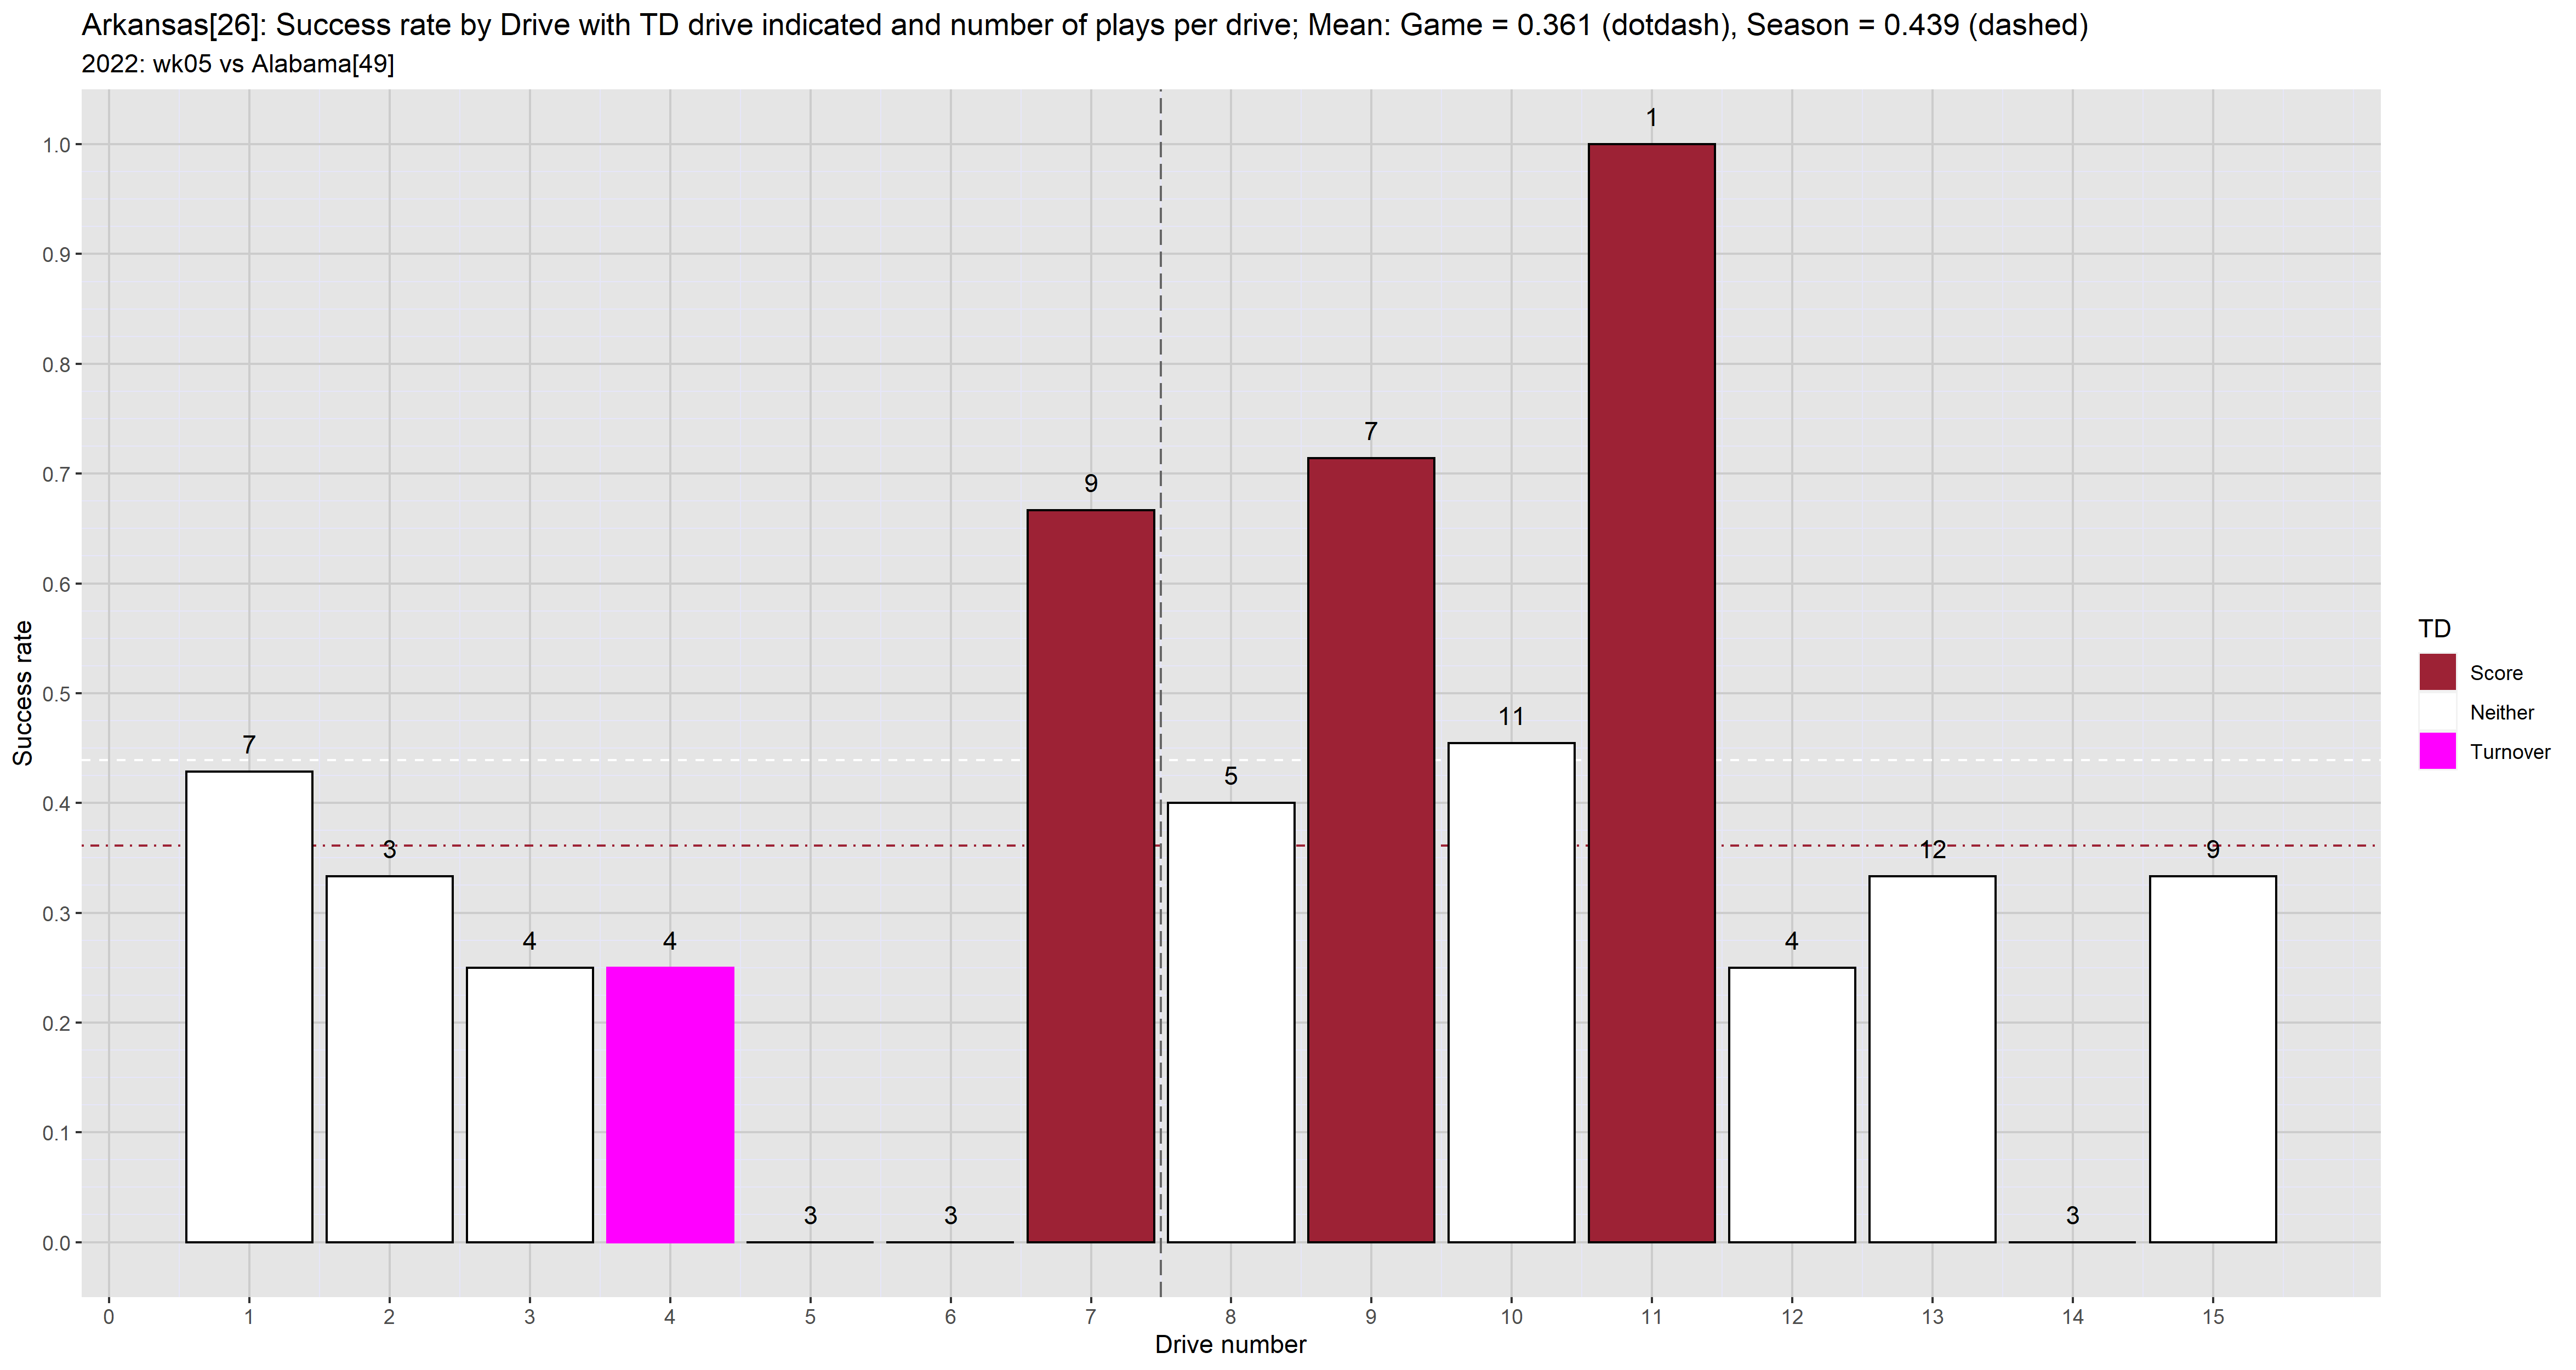 Arkansas[26]: Success rate by Drive with TD drive indicated and number of plays per drive; Mean: Game = 0.361 (dotdash), Season = 0.439 (dashed)
2022: wk05 vs Alabama[49]
1
1.0
0.9
0.8
7
0.7
9
0.6
0.5
11
7
5
0.4
3
12
9
0.3
4
4
4
0.2
0.1
3
3
3
0.0
Success rate
0 1 2 3 4 5 6 7 8 9 10 11 12 13 14 15
Drive number
TD
Score
Neither
Turnover